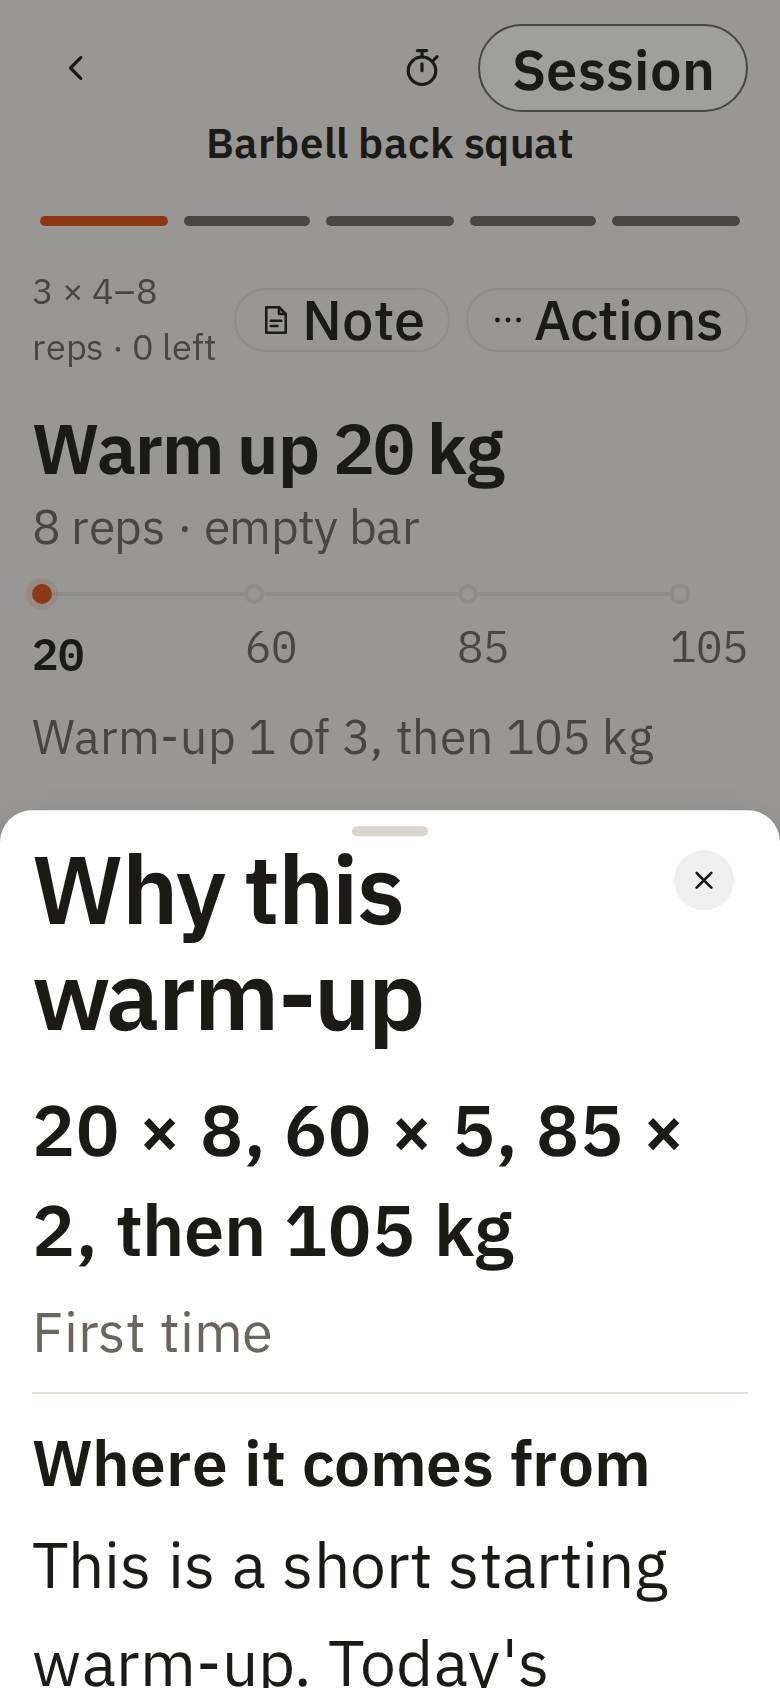 Session
Barbell back squat
3 × 4–8
reps · 0 left
Note
Actions
Warm up 20 kg
8 reps · empty bar
20
60
85
105
Warm-up 1 of 3, then 105 kg
Why this
warm-up
20 × 8, 60 × 5, 85 ×
2, then 105 kg
First time
Where it comes from
This is a short starting
warm-up. Today's